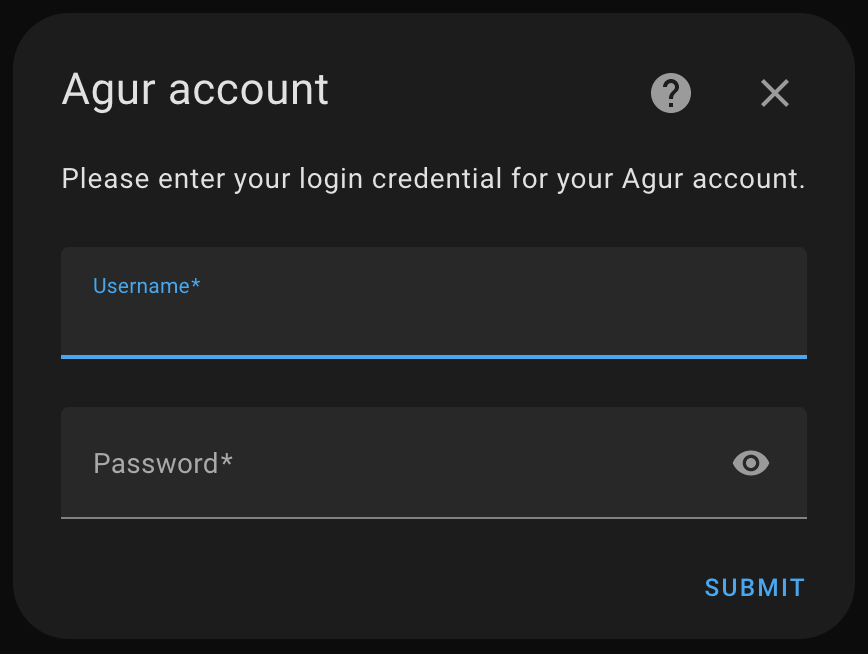 Agur account
Please enter your login credential for your Agur account.
Username*
Password*
SUBMIT